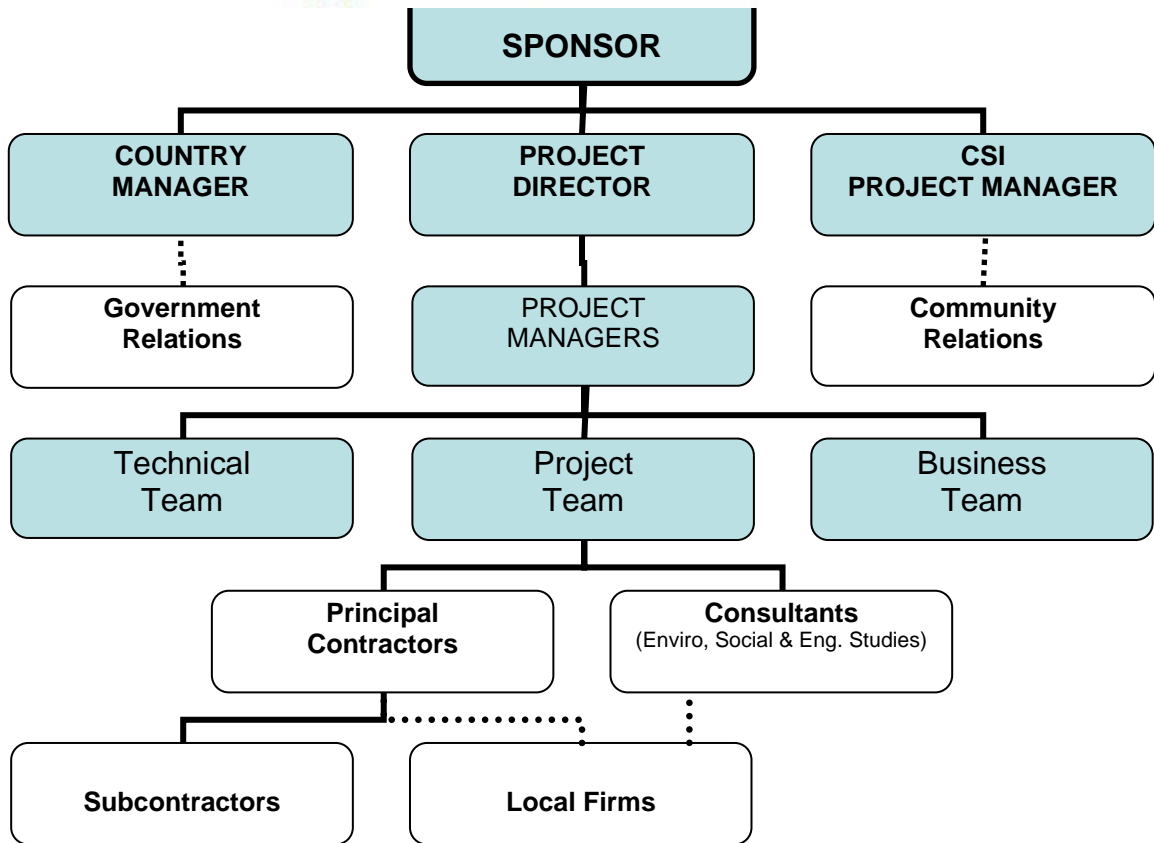 SPONSOR
COUNTRY
MANAGER
PROJECT
DIRECTOR
CSI
PROJECT MANAGER
Government
Relations
PROJECT
MANAGERS
Community
Relations
Technical
Team
Project
Team
Business
Team
Principal
Contractors
Consultants
(Enviro, Social & Eng. Studies)
Subcontractors
Local Firms